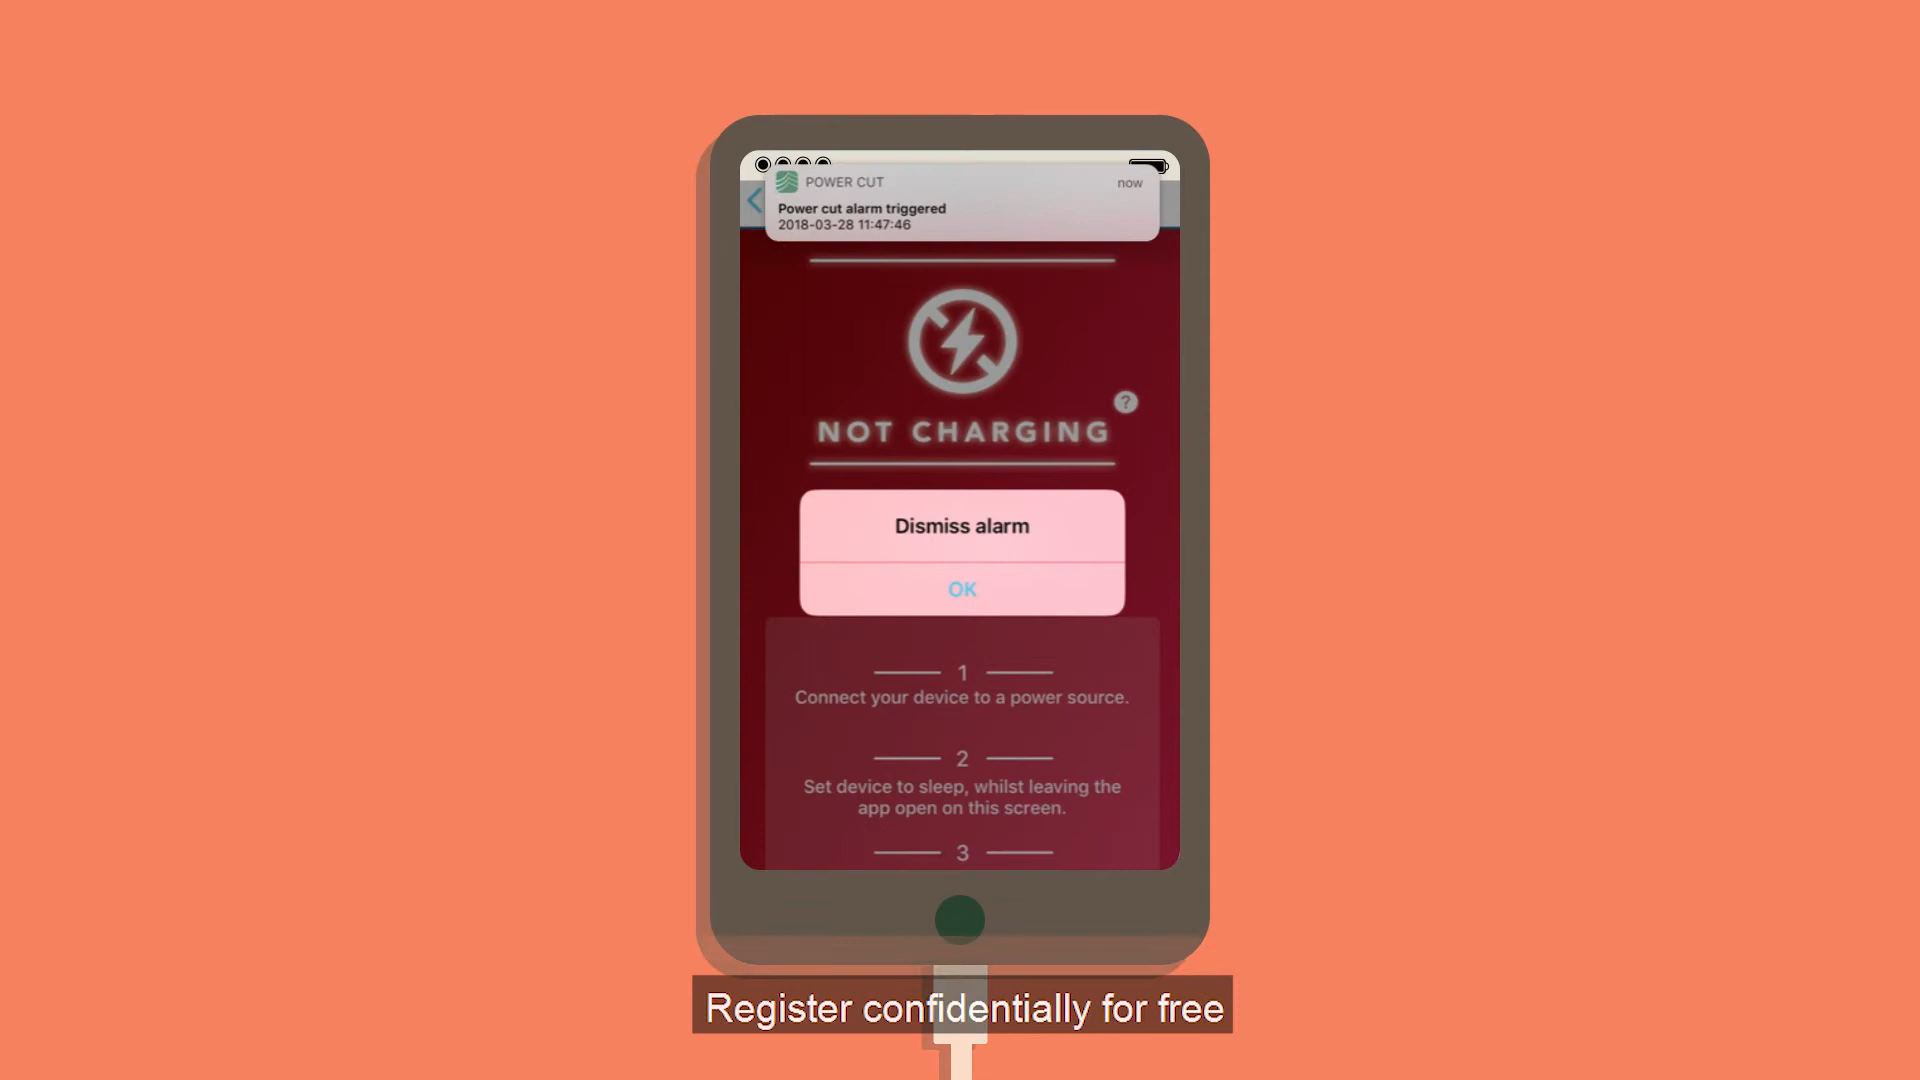 POWER CUT
now
Power cut alarm triggered
2018-03-28 11:47:46
?
NOT CHARGING
Dismiss alarm
OK
1
Connect your device to a power source.
2
Set device to sleep, whilst leaving the
app open on this screen.
3
Register confidentially for free